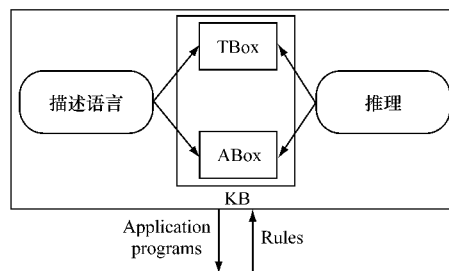 TBox
描述语言
推理
ABox
KB
Application
programs
Rules